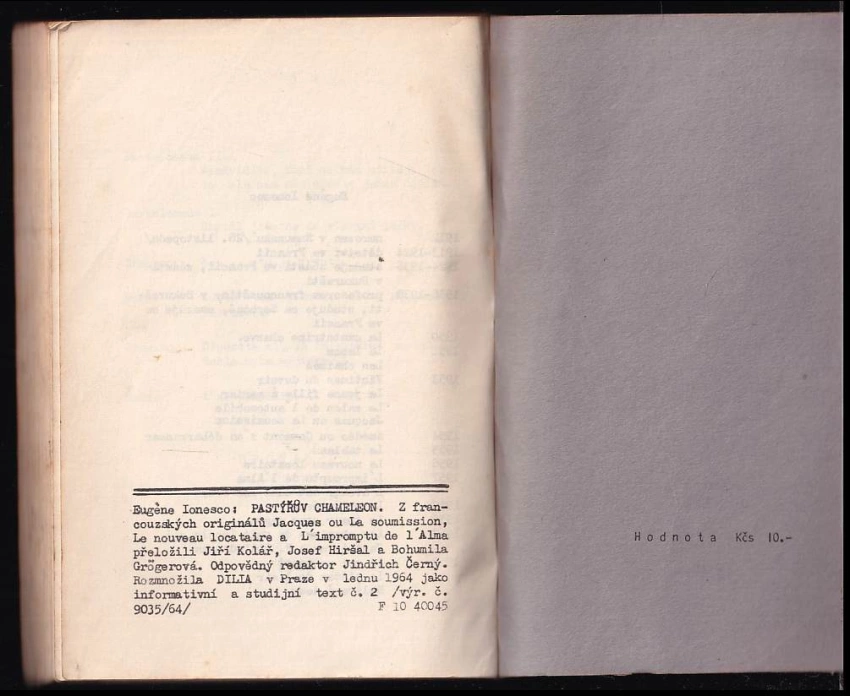 Eugène Ionesco: PASTÝŘŮV CHAMELEON. Z fran-
couzských originálů Jacques ou La soumission,
Le nouveau locataire a L´impromptu de l´Alma
přeložili Jiří Kolář, Josef Hiršal a Bohumila
Grögerová. Odpovědný redaktor Jindřich Černý.
Rozmnožila DILIA v Praze v lednu 1964 jako
informativní a studijní text č. 2 /výr. č.
9035/64/ F 10 40045
Hodnota Kčs 10.-